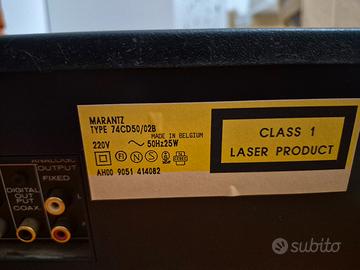 MARANTZ
TYPE 74CD50/02B
MADE IN BELGIUM
220V ~ 50Hz25W
AH00 9051 414082
CLASS 1
LASER PRODUCT
ANALOGUE
OUTPUT
FIXED
L
DIGITAL
OUT
PUT
COAX
subito